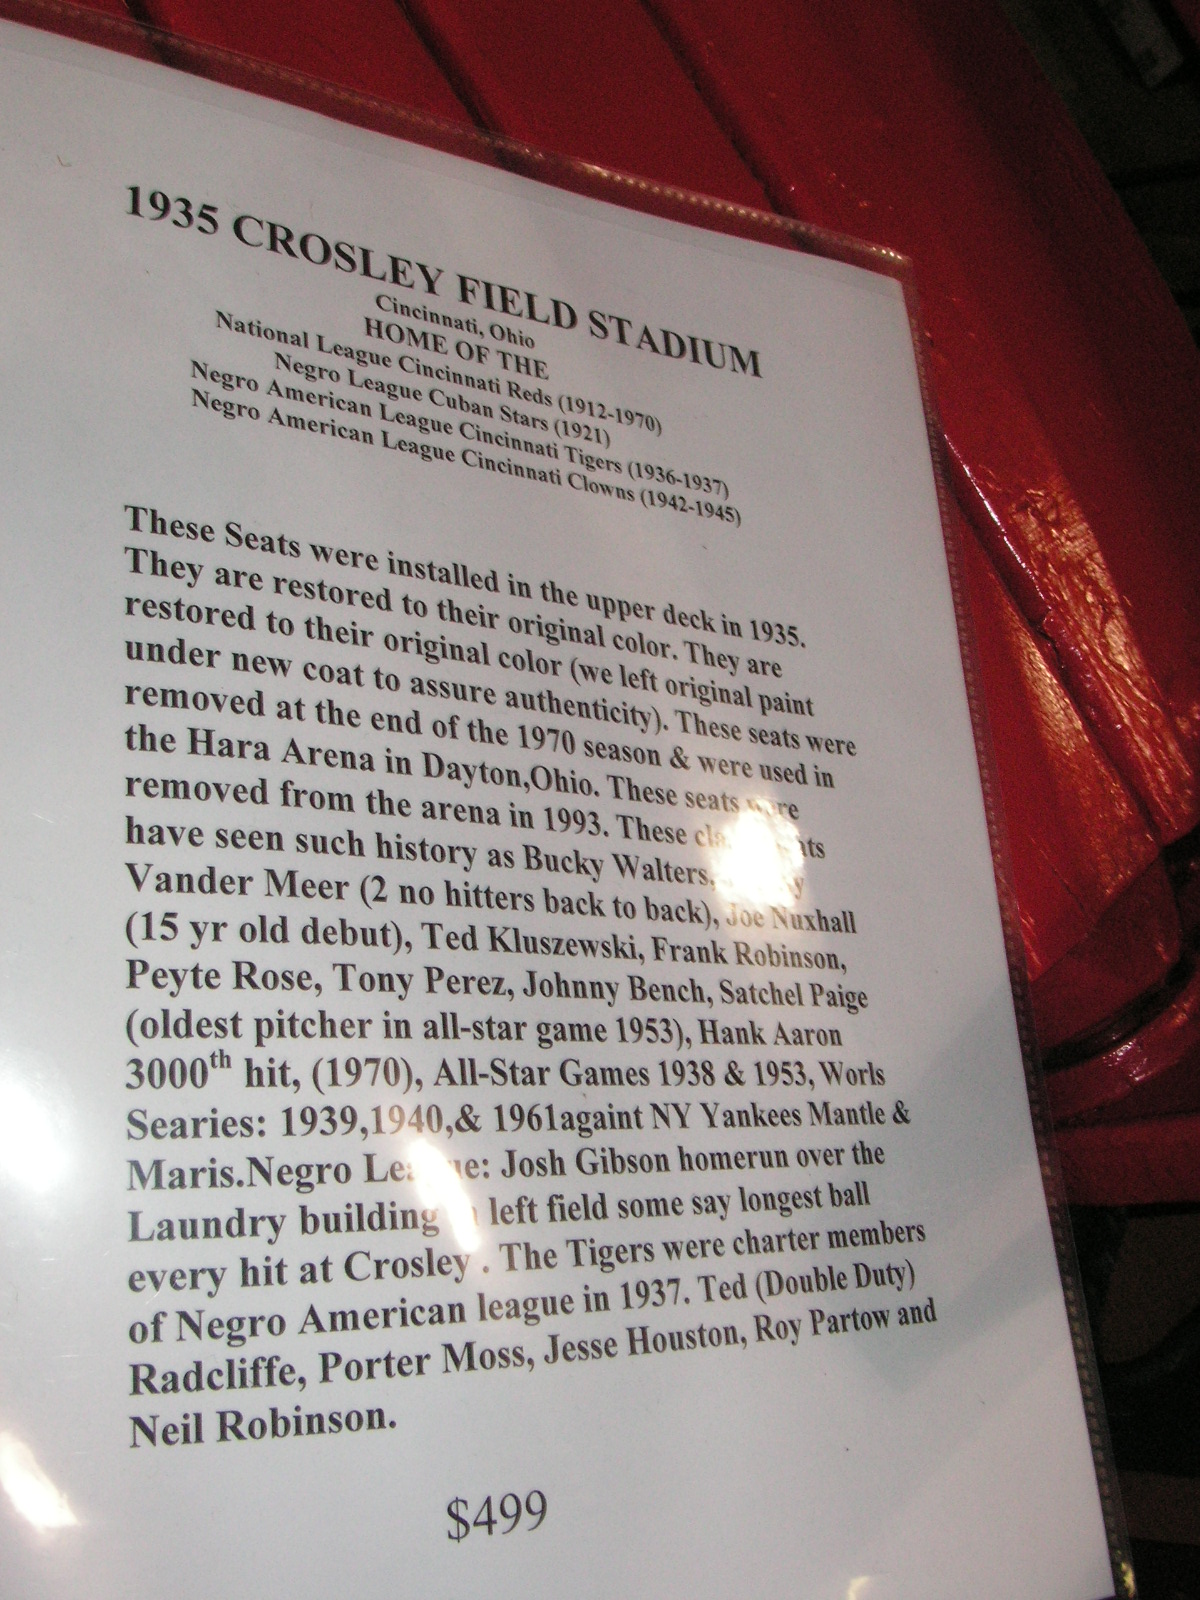 1935 CROSLEY FIELD STADIUM
Cincinnati, Ohio
HOME OF THE
National League Cincinnati Reds (1912-1970)
Negro League Cuban Stars (1921)
Negro American League Cincinnati Tigers (1936-1937)
Negro American League Cincinnati Clowns (1942-1945)
These Seats were installed in the upper deck in 1935.
They are restored to their original color. They are
restored to their original color (we left original paint
under new coat to assure authenticity). These seats were
removed at the end of the 1970 season & were used in
the Hara Arena in Dayton,Ohio. These seats were
removed from the arena in 1993. These
have seen such history as Bucky Walters,
Vander Meer (2 no hitters back to back), Joe Nuxhall
(15 yr old debut), Ted Kluszewski, Frank Robinson,
Peyte Rose, Tony Perez, Johnny Bench, Satchel Paige
(oldest pitcher in all-star game 1953), Hank Aaron
3000th hit, (1970), All-Star Games 1938 & 1953, Worls
Searies: 1939,1940,& 1961againt NY Yankees Mantle &
Maris.Negro League: Josh Gibson homerun over the
Laundry building left field some say longest ball
every hit at Crosley . The Tigers were charter members
of Negro American league in 1937. Ted (Double Duty)
Radcliffe, Porter Moss, Jesse Houston, Roy Partow and
Neil Robinson.
$499